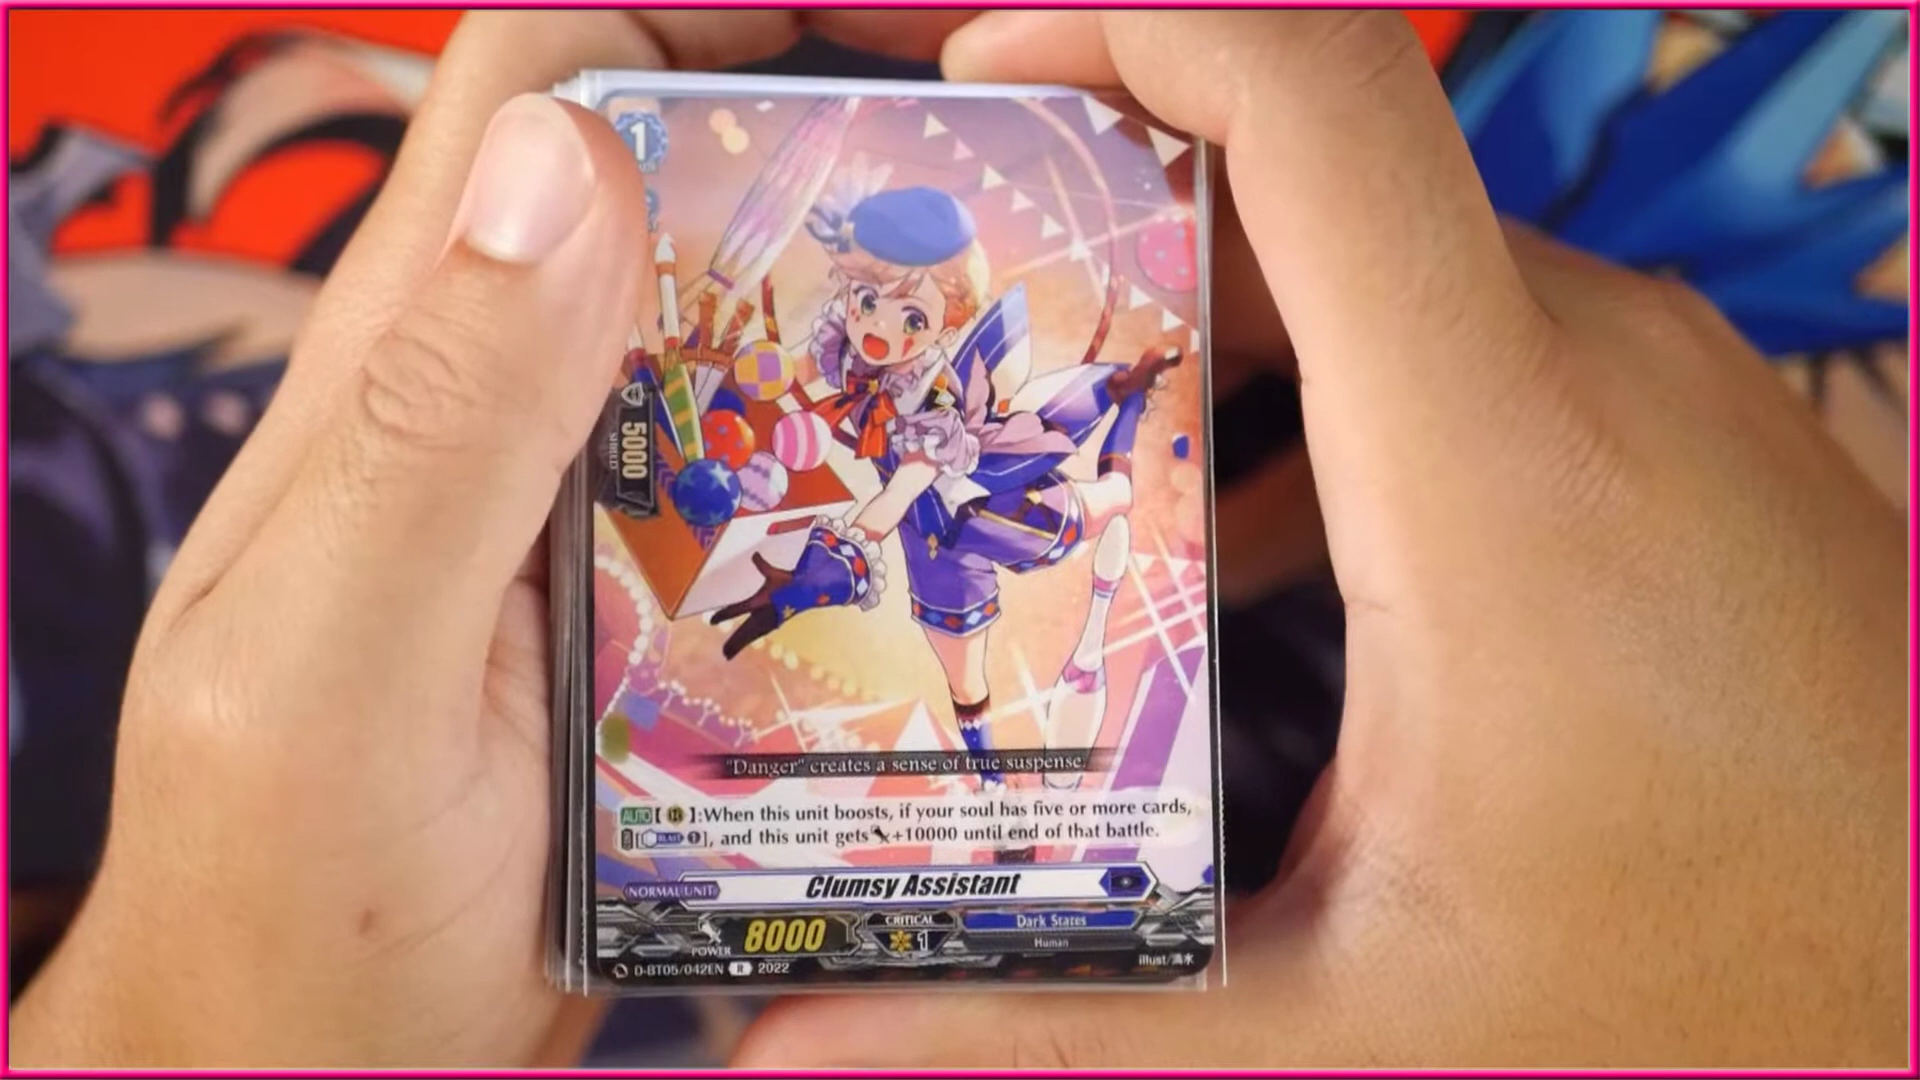 1
5000
SHIELD
"Danger" creates a sense of true suspense.
AUTO【 】:When this unit boosts, if your soul has five or more cards,
[ BLAST ], and this unit gets +10000 until end of that battle.
NORMAL UNIT
Clumsy Assistant
POWER 8000
CRITICAL 1
Dark States
Human
D-BT05/042EN R 2022
illust/